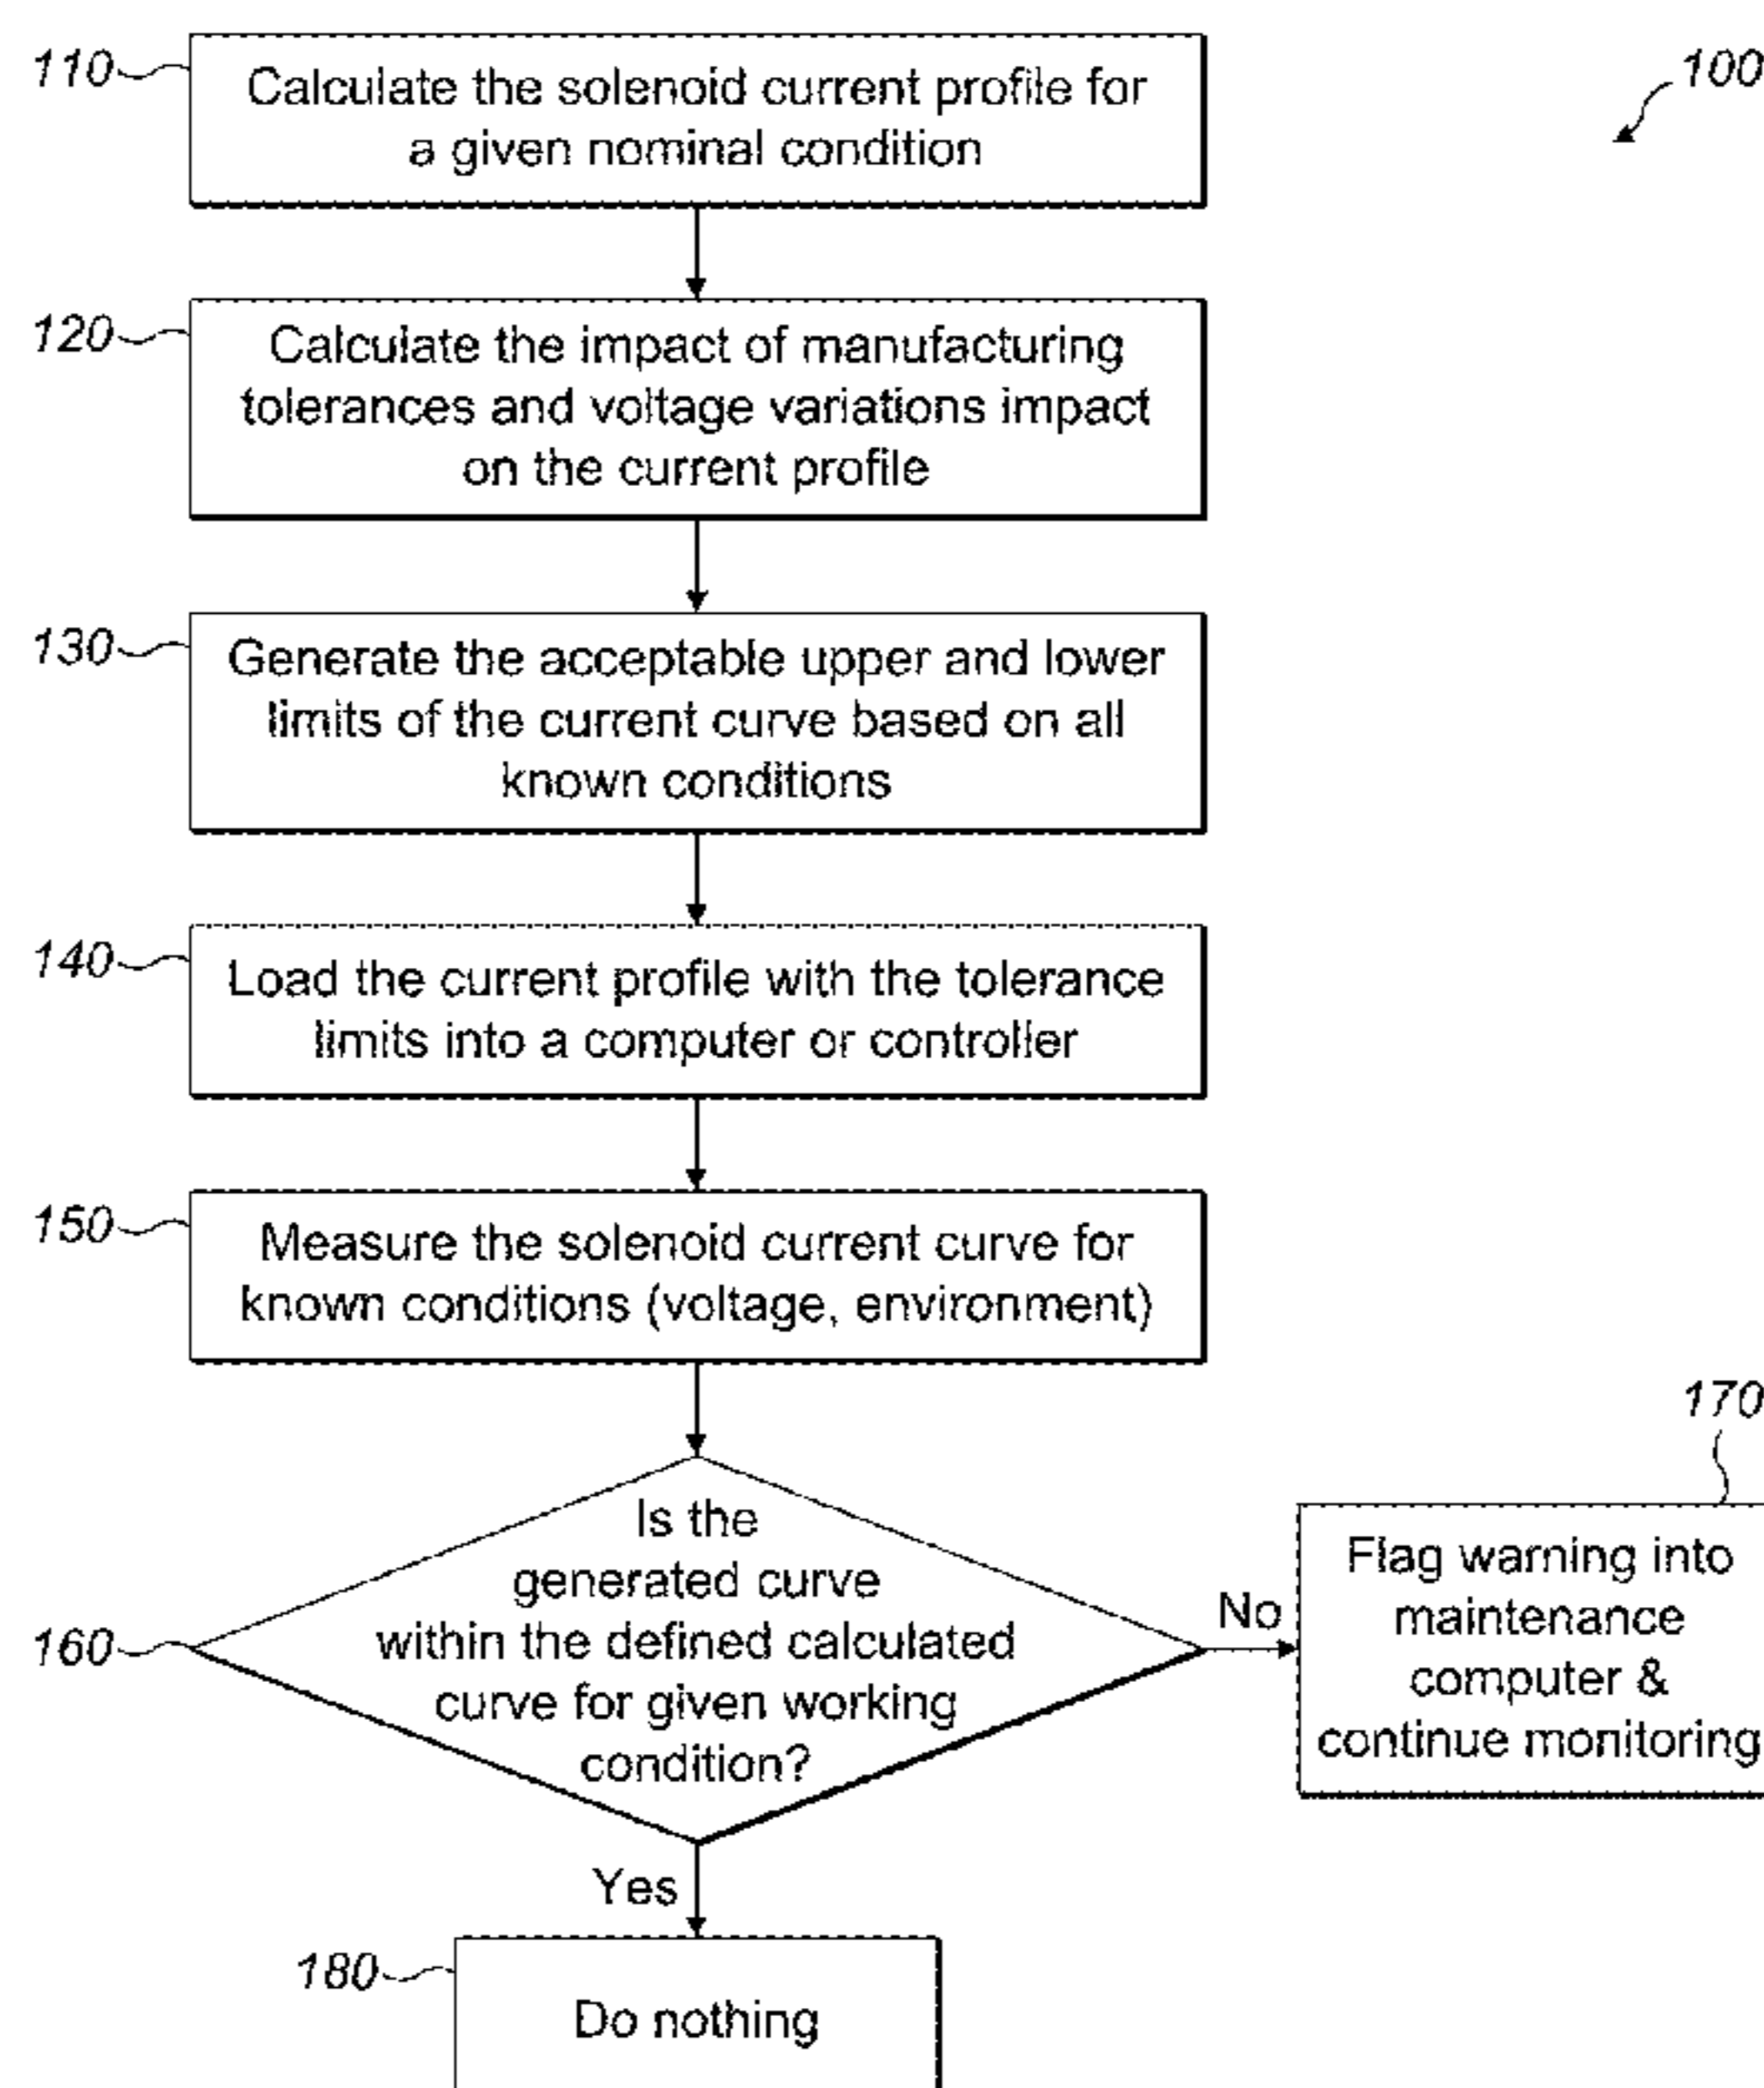 110
Calculate the solenoid current profile for
a given nominal condition
100
120
Calculate the impact of manufacturing
tolerances and voltage variations impact
on the current profile
130
Generate the acceptable upper and lower
limits of the current curve based on all
known conditions
140
Load the current profile with the tolerance
limits into a computer or controller
150
Measure the solenoid current curve for
known conditions (voltage, environment)
160
Is the
generated curve
within the defined calculated
curve for given working
condition?
No
170
Flag warning into
maintenance
computer &
continue monitoring
Yes
180
Do nothing